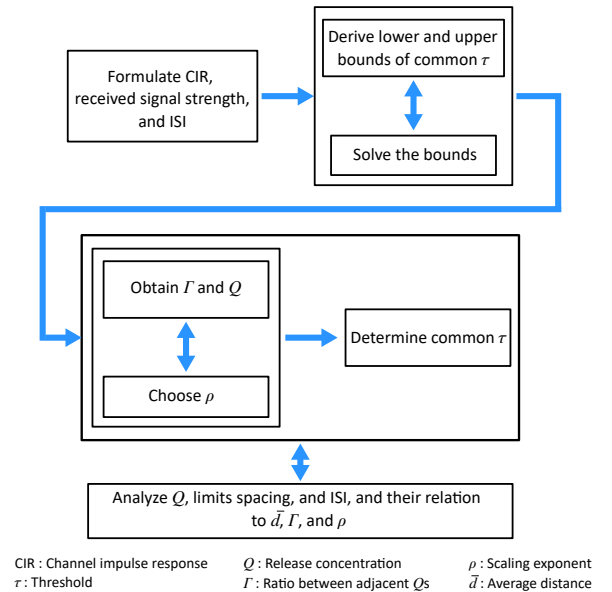 Formulate CIR,
received signal strength,
and ISI
Derive lower and upper
bounds of common τ
Solve the bounds
Obtain Γ and Q
Choose ρ
Determine common τ
Analyze Q, limits spacing, and ISI, and their relation
to d̄, Γ, and ρ
CIR : Channel impulse response
τ : Threshold
Q : Release concentration
Γ : Ratio between adjacent Qs
ρ : Scaling exponent
d̄ : Average distance